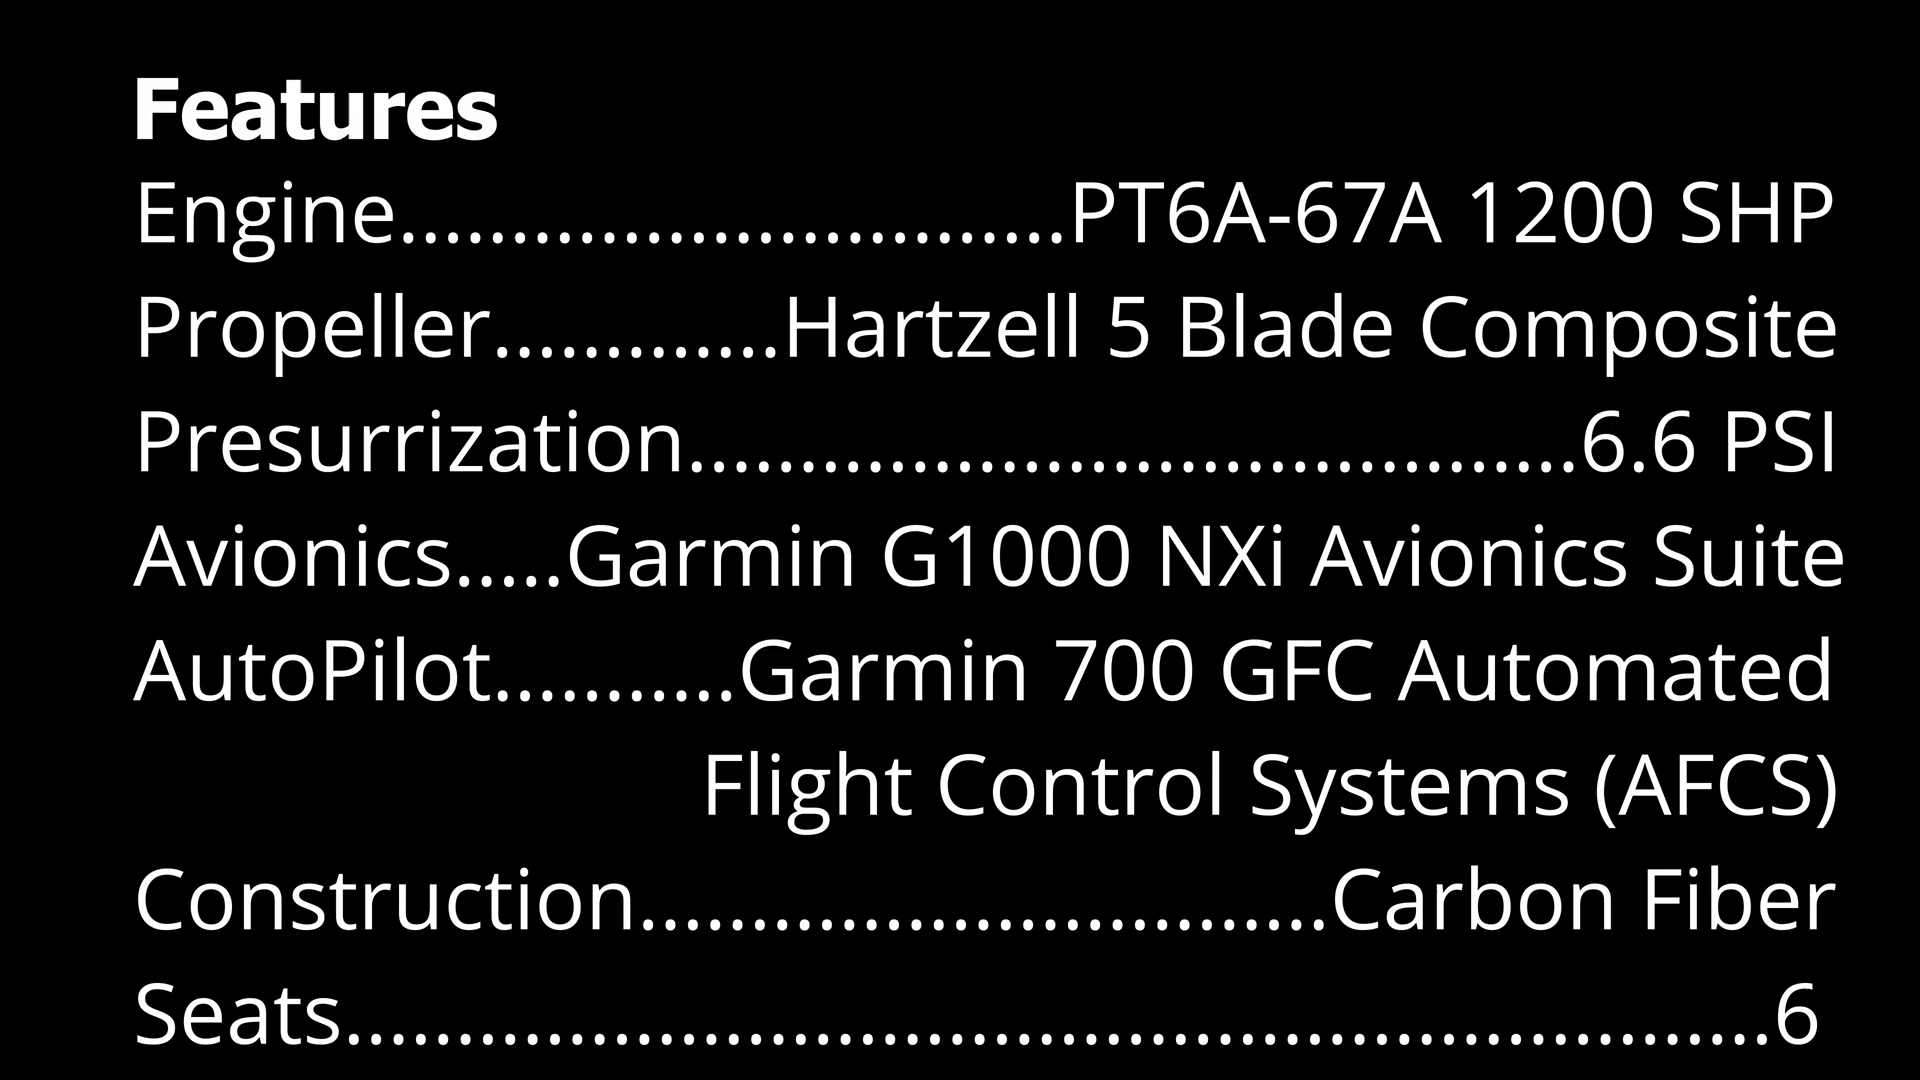 Features
Engine..............................PT6A-67A 1200 SHP
Propeller.............Hartzell 5 Blade Composite
Presurrization........................................6.6 PSI
Avionics.....Garmin G1000 NXi Avionics Suite
AutoPilot...........Garmin 700 GFC Automated
Flight Control Systems (AFCS)
Construction...............................Carbon Fiber
Seats................................................................6